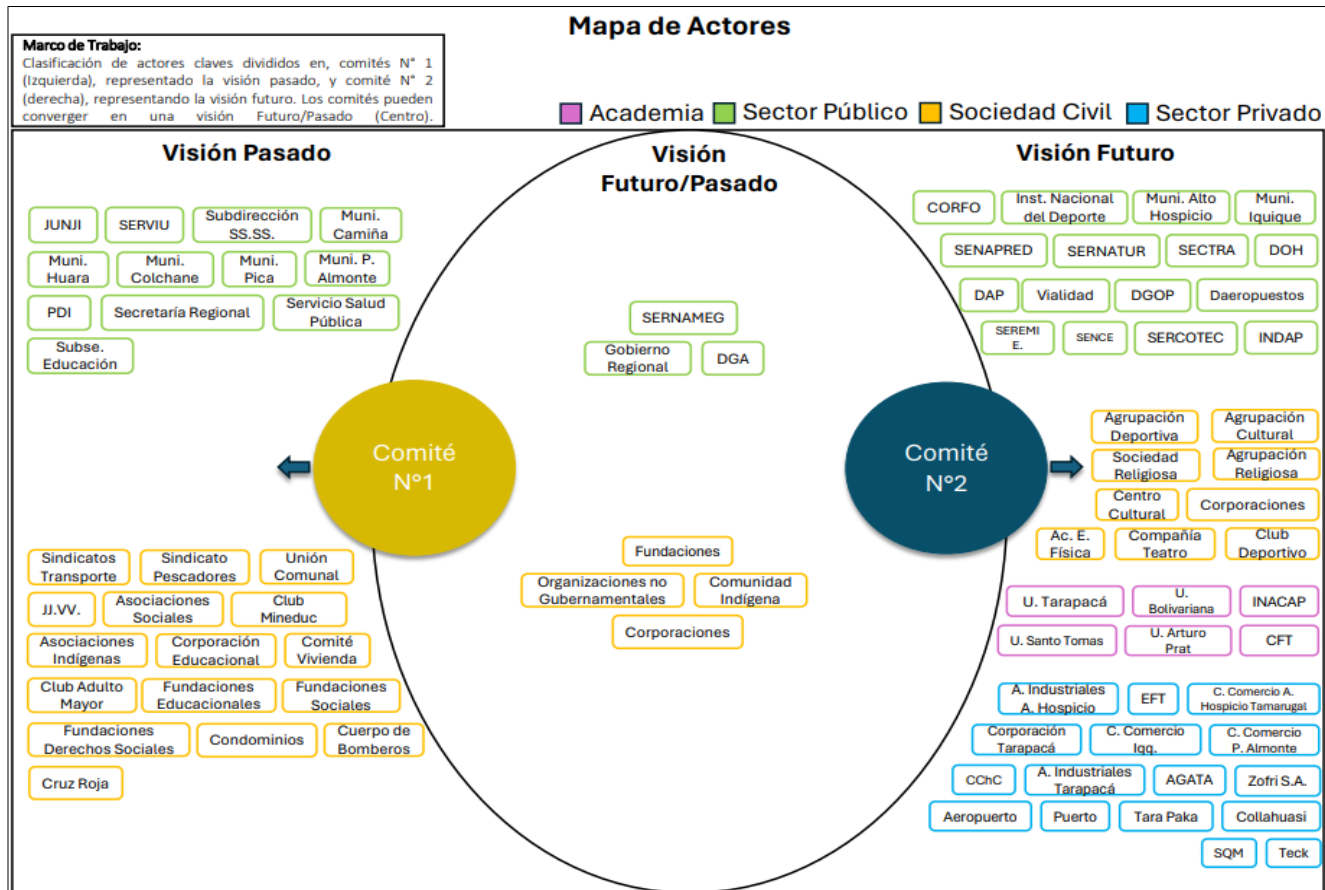 Mapa de Actores
Marco de Trabajo:
Clasificación de actores claves divididos en, comités N° 1
(Izquierda), representado la visión pasado, y comité N° 2
(derecha), representando la visión futuro. Los comités pueden
converger en una visión Futuro/Pasado (Centro).
Academia Sector Público Sociedad Civil Sector Privado
Visión Pasado
JUNJI
SERVIU
Subdirección
SS.SS.
Muni.
Camiña
Muni.
Huara
Muni.
Colchane
Muni.
Pica
Muni. P.
Almonte
PDI
Secretaría Regional
Servicio Salud
Pública
Subse.
Educación
Comité
N°1
Sindicatos
Transporte
Sindicato
Pescadores
Unión
Comunal
JJ.VV.
Asociaciones
Sociales
Club
Mineduc
Asociaciones
Indígenas
Corporación
Educacional
Comité
Vivienda
Club Adulto
Mayor
Fundaciones
Educacionales
Fundaciones
Sociales
Fundaciones
Derechos Sociales
Condominios
Cuerpo de
Bomberos
Cruz Roja
Visión
Futuro/Pasado
SERNAMEG
Gobierno
Regional
DGA
Fundaciones
Organizaciones no
Gubernamentales
Comunidad
Indígena
Corporaciones
Visión Futuro
CORFO
Inst. Nacional
del Deporte
Muni. Alto
Hospicio
Muni.
Iquique
SENAPRED
SERNATUR
SECTRA
DOH
DAP
Vialidad
DGOP
Daeropuestos
SEREMI
E.
SENCE
SERCOTEC
INDAP
Comité
N°2
Agrupación
Deportiva
Agrupación
Cultural
Sociedad
Religiosa
Agrupación
Religiosa
Centro
Cultural
Corporaciones
Ac. E.
Física
Compañía
Teatro
Club
Deportivo
U. Tarapacá
U.
Bolivariana
INACAP
U. Santo Tomas
U. Arturo
Prat
CFT
A. Industriales
A. Hospicio
EFT
C. Comercio A.
Hospicio Tamarugal
Corporación
Tarapacá
C. Comercio
Iqq.
C. Comercio
P. Almonte
CChC
A. Industriales
Tarapacá
AGATA
Zofri S.A.
Aeropuerto
Puerto
Tara Paka
Collahuasi
SQM
Teck